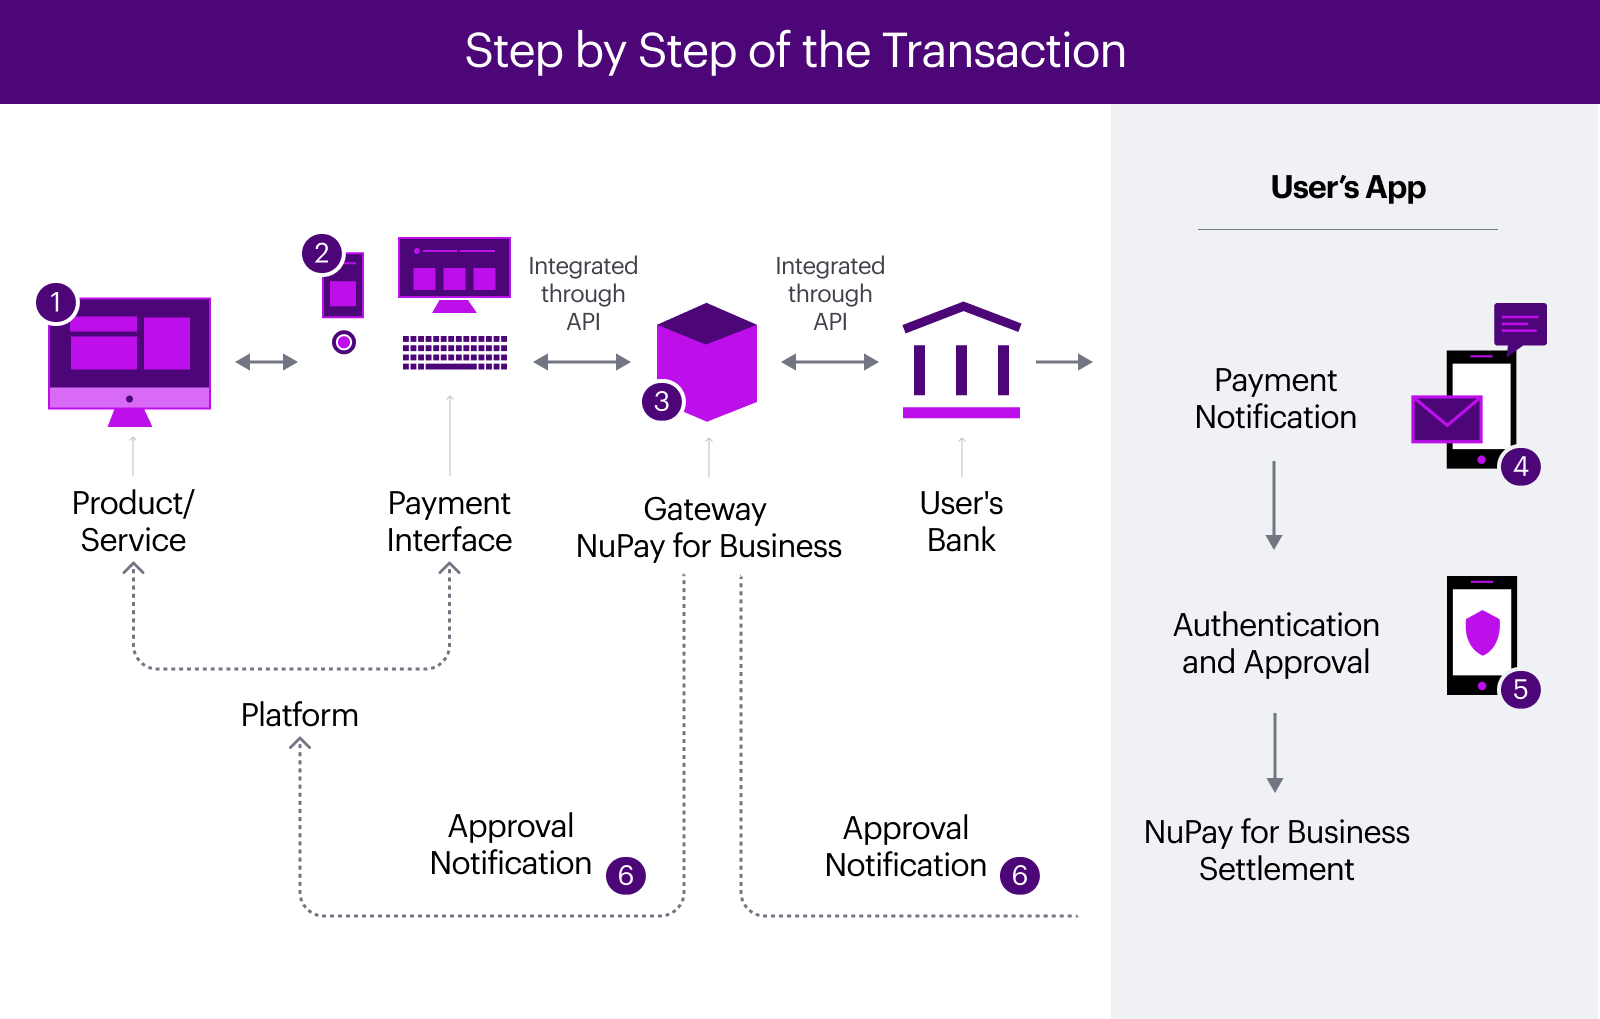 Step by Step of the Transaction
1
Product/
Service
2
Payment
Interface
Integrated
through
API
3
Gateway
NuPay for Business
Integrated
through
API
User's
Bank
Platform
Approval
Notification
6
Approval
Notification
6
User’s App
Payment
Notification
4
Authentication
and Approval
5
NuPay for Business
Settlement